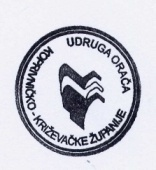 UDRUGA ORAČA
KOPRIVNIČKO - KRIŽEVAČKE ŽUPANIJE